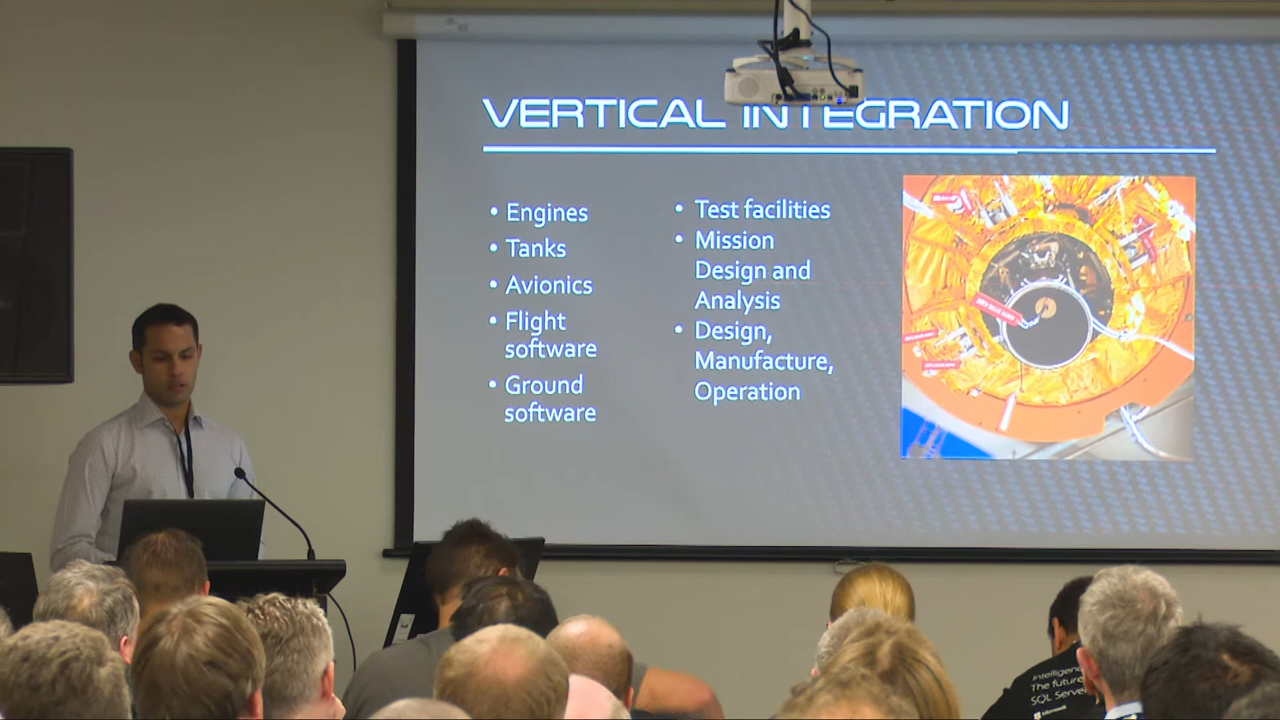 VERTICAL INTEGRATION
• Engines
• Tanks
• Avionics
• Flight
software
• Ground
software
• Test facilities
• Mission
Design and
Analysis
• Design,
Manufacture,
Operation
The future
SQL Server
Microsoft